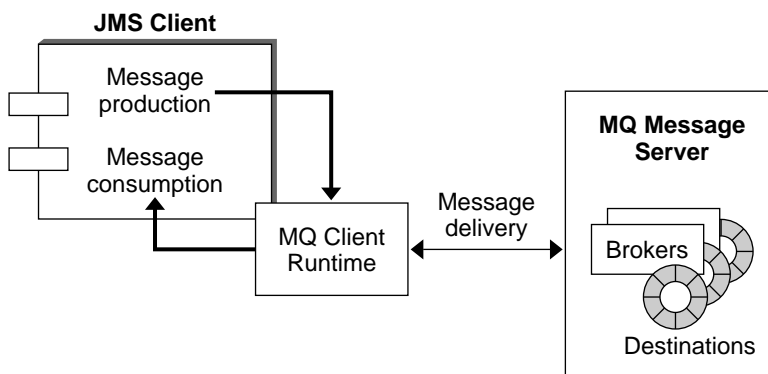 JMS Client
Message
production
Message
consumption
MQ Client
Runtime
Message
delivery
MQ Message
Server
Brokers
Destinations